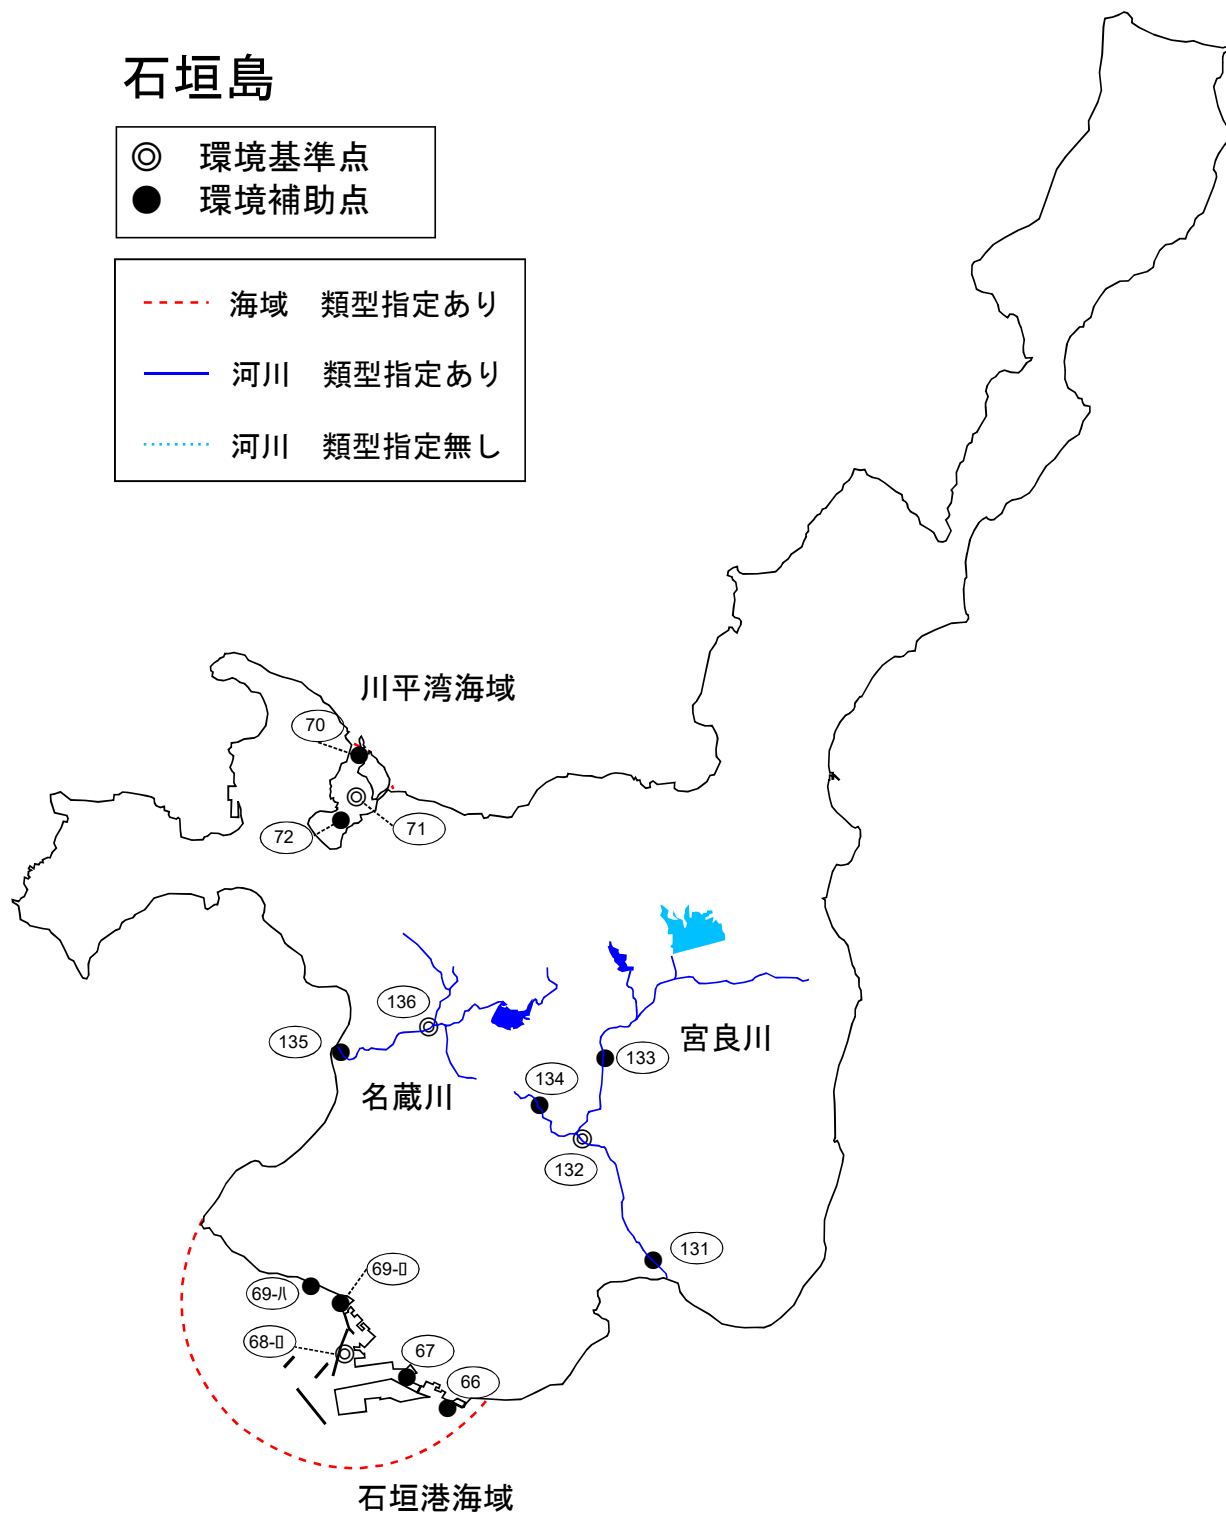 石垣島
環境基準点
環境補助点
海域 類型指定あり
河川 類型指定あり
河川 類型指定無し
川平湾海域
70
71
72
136
135
名蔵川
宮良川
133
134
132
131
69-ロ
69-ハ
68-ロ
67
66
石垣港海域